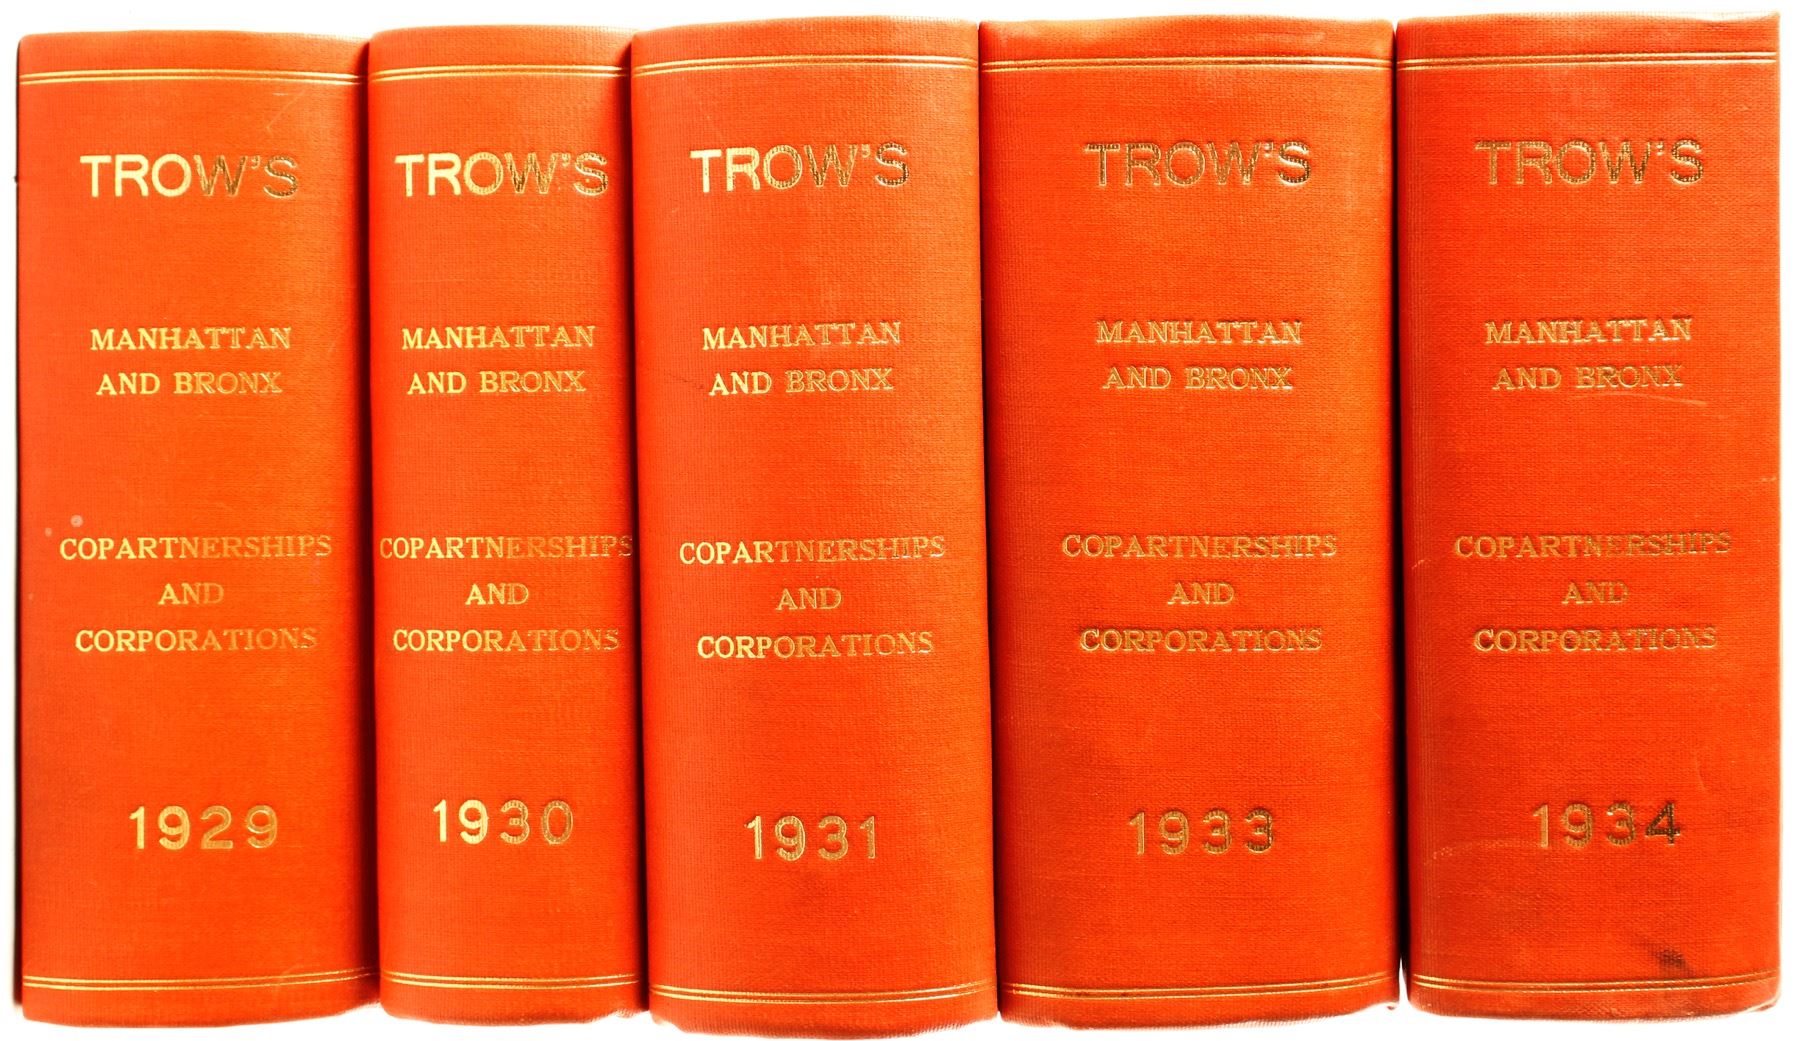 TROW'S
MANHATTAN
AND BRONX
COPARTNERSHIPS
AND
CORPORATIONS
1929
TROW'S
MANHATTAN
AND BRONX
COPARTNERSHIPS
AND
CORPORATIONS
1930
TROW'S
MANHATTAN
AND BRONX
COPARTNERSHIPS
AND
CORPORATIONS
1931
TROW'S
MANHATTAN
AND BRONX
COPARTNERSHIPS
AND
CORPORATIONS
1933
TROW'S
MANHATTAN
AND BRONX
COPARTNERSHIPS
AND
CORPORATIONS
1934